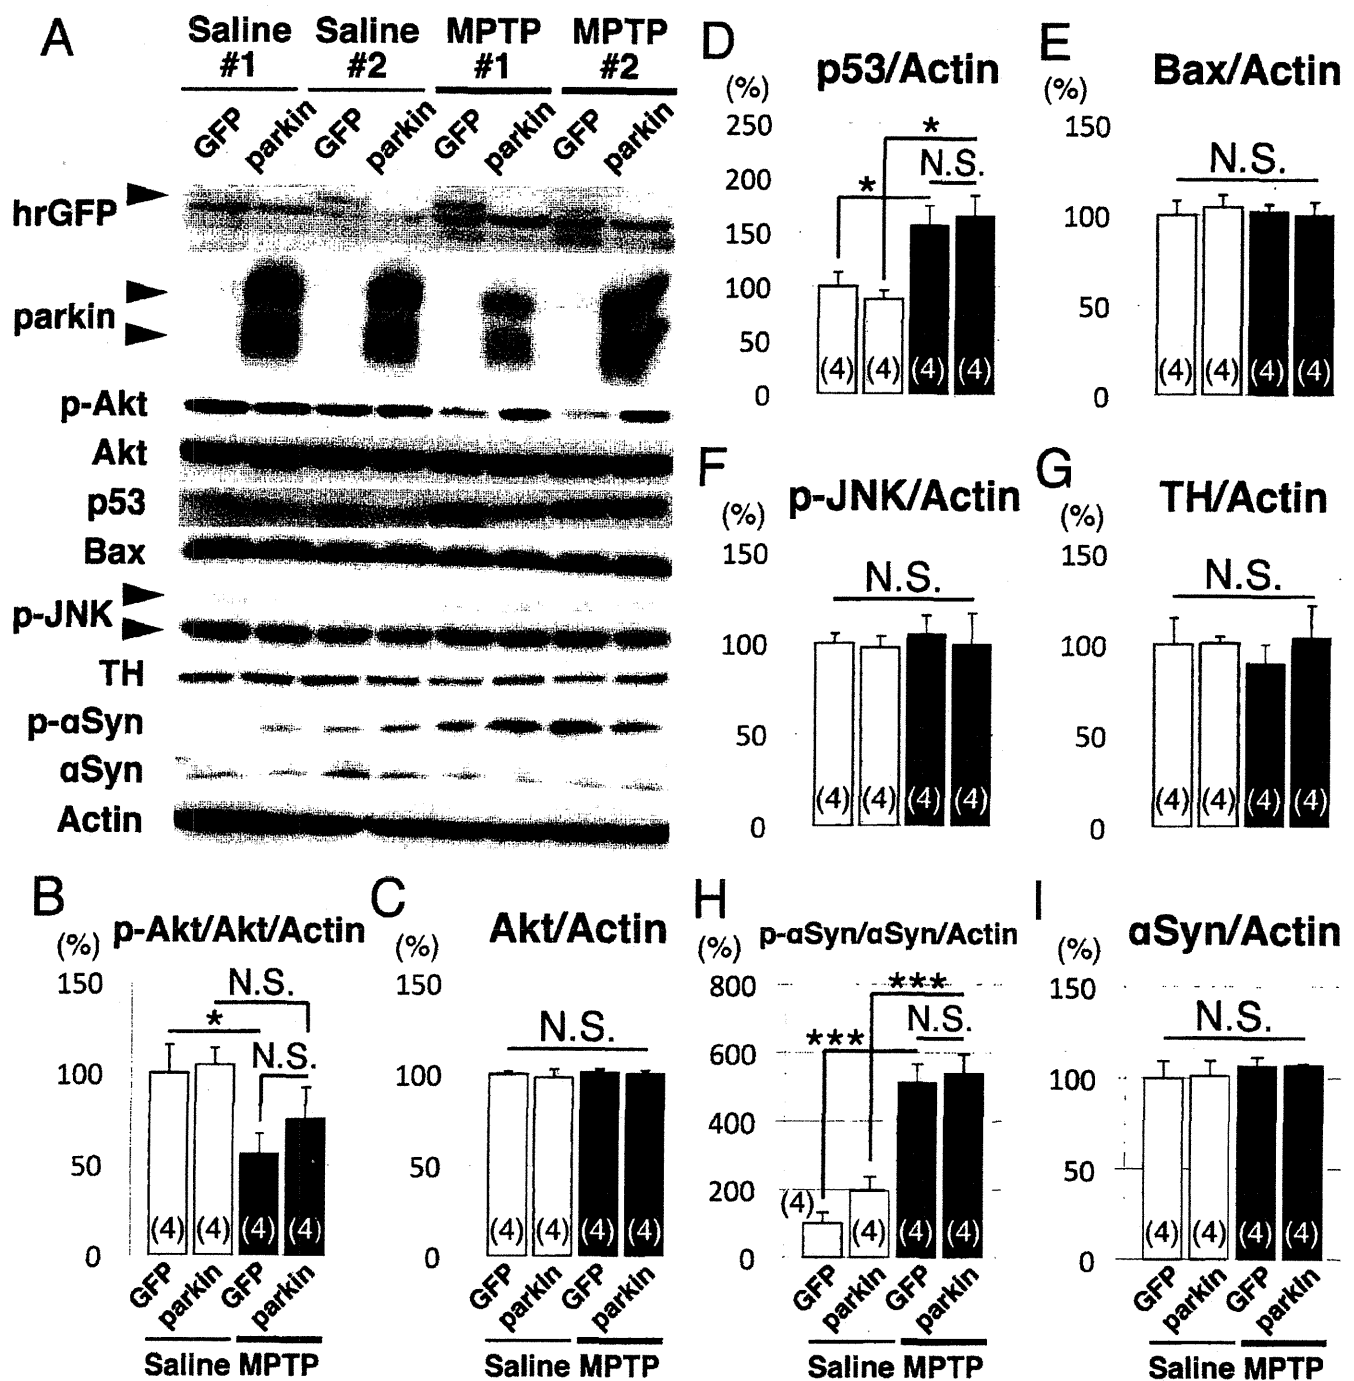 A
Saline Saline MPTP MPTP
#1 #2 #1 #2
GFP parkin GFP parkin GFP parkin GFP parkin
hrGFP
parkin
p-Akt
Akt
p53
Bax
p-JNK
TH
p-αSyn
αSyn
Actin
D
p53/Actin
(%)
250
200
150
100
50
0
*
N.S.
*
(4) (4) (4) (4)
E
Bax/Actin
(%)
150
100
50
0
N.S.
(4) (4) (4) (4)
F
p-JNK/Actin
(%)
150
100
50
0
N.S.
(4) (4) (4) (4)
G
TH/Actin
(%)
150
100
50
0
N.S.
(4) (4) (4) (4)
B
p-Akt/Akt/Actin
(%)
150
100
50
0
N.S.
*
N.S.
(4) (4) (4) (4)
GFP parkin GFP parkin
Saline MPTP
C
Akt/Actin
(%)
150
100
50
0
N.S.
(4) (4) (4) (4)
GFP parkin GFP parkin
Saline MPTP
H
p-αSyn/αSyn/Actin
(%)
800
600
400
200
0
***
N.S.
***
(4) (4) (4) (4)
GFP parkin GFP parkin
Saline MPTP
I
αSyn/Actin
(%)
150
100
50
0
N.S.
(4) (4) (4) (4)
GFP parkin GFP parkin
Saline MPTP